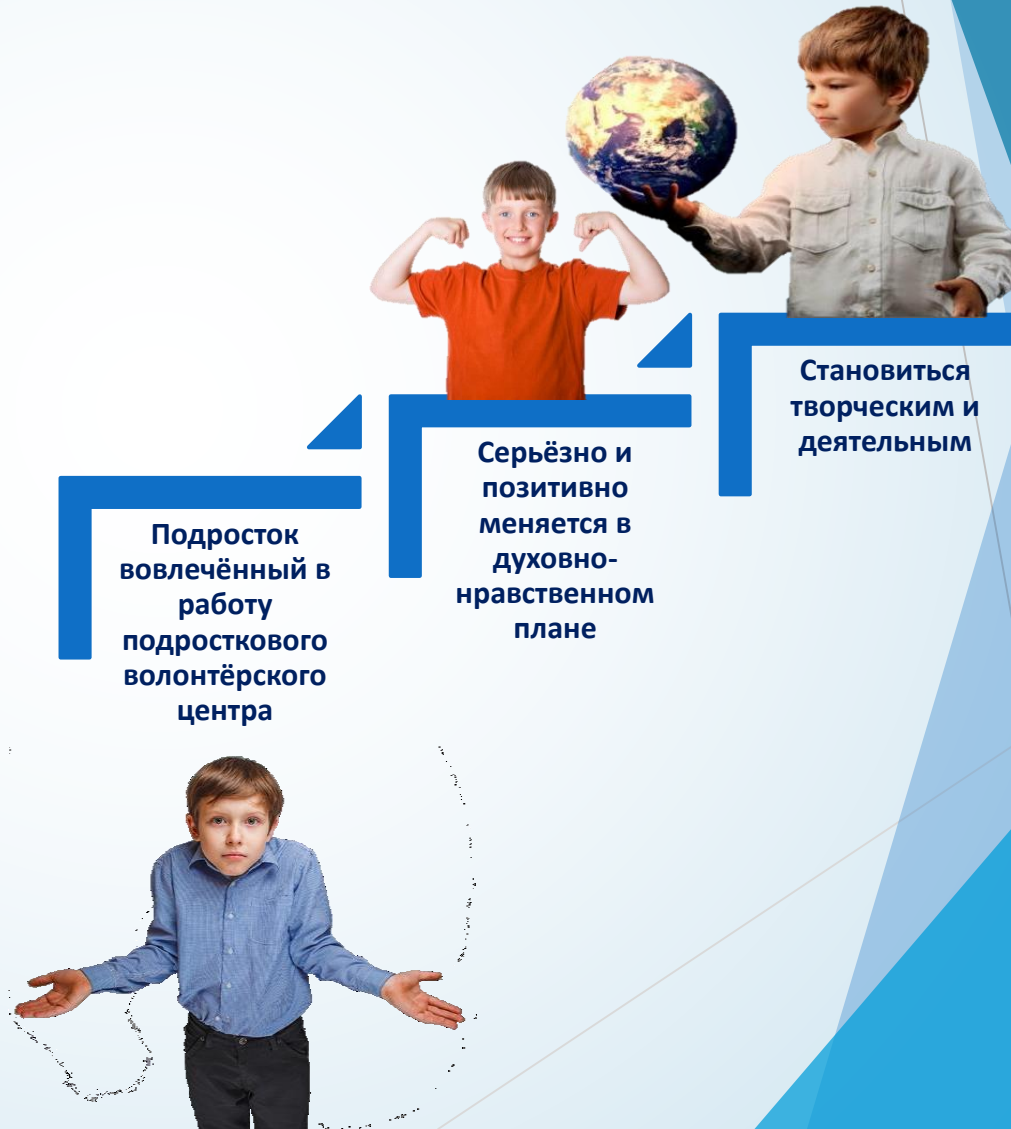 Подросток
вовлечённый в
работу
подросткового
волонтёрского
центра
Серьёзно и
позитивно
меняется в
духовно-
нравственном
плане
Становиться
творческим и
деятельным